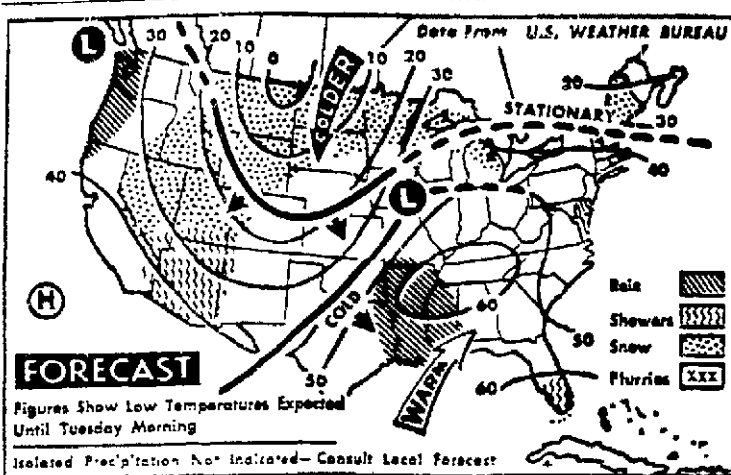 Data From U.S. WEATHER BUREAU
L
30
20
10
0
COLDER
10
20
30
20
STATIONARY
30
40
40
L
H
COLD
60
50
50
60
WARM
Rain
Showers
Snow
Flurries XXX
FORECAST
Figures Show Low Temperatures Expected
Until Tuesday Morning
Isolated Precipitation Not Indicated— Consult Local Forecast